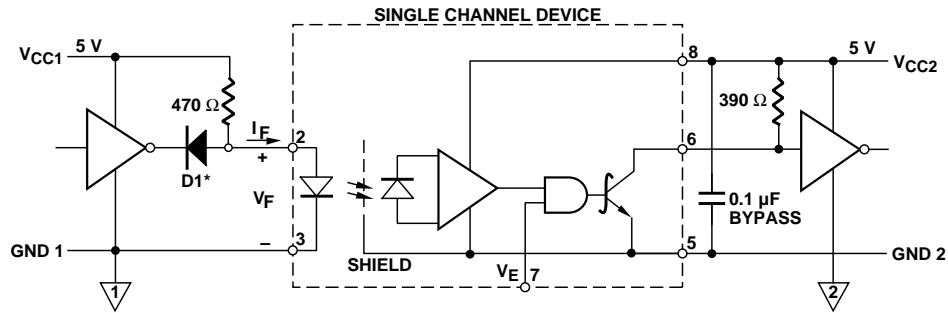 SINGLE CHANNEL DEVICE
VCC1
5 V
8
5 V
VCC2
470 Ω
390 Ω
IF
2
+
6
D1*
VF
0.1 µF
BYPASS
GND 1
–
3
SHIELD
5
GND 2
VE
7
1
2